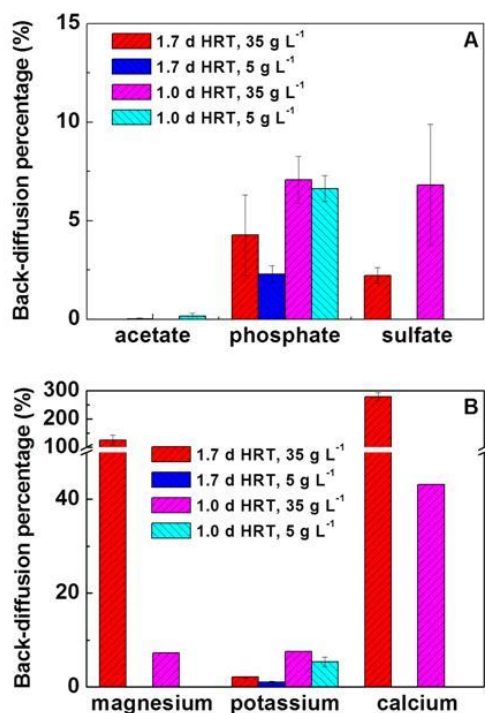 A
Back-diffusion percentage (%)
15
10
5
0
1.7 d HRT, 35 g L⁻¹
1.7 d HRT, 5 g L⁻¹
1.0 d HRT, 35 g L⁻¹
1.0 d HRT, 5 g L⁻¹
acetate phosphate sulfate
B
Back-diffusion percentage (%)
300
200
100
40
20
0
1.7 d HRT, 35 g L⁻¹
1.7 d HRT, 5 g L⁻¹
1.0 d HRT, 35 g L⁻¹
1.0 d HRT, 5 g L⁻¹
magnesium potassium calcium